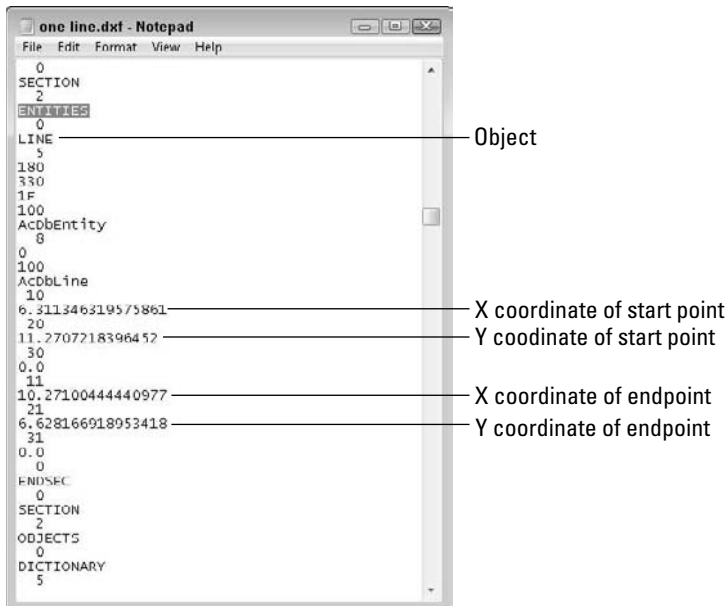 one line.dxf - Notepad
File Edit Format View Help
0
SECTION
2
ENTITIES
0
LINE
Object
5
180
330
1F
100
AcDbEntity
8
0
100
AcDbLine
10
6.311346319575861
X coordinate of start point
20
11.2707218396452
Y coodinate of start point
30
0.0
11
10.27100444440977
X coordinate of endpoint
21
6.628166918953418
Y coordinate of endpoint
31
0.0
0
ENDSEC
0
SECTION
2
OBJECTS
0
DICTIONARY
5